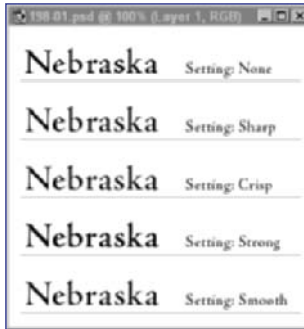 198-01.psd @ 100% (Layer 1, RGB)
Nebraska Setting: None
Nebraska Setting: Sharp
Nebraska Setting: Crisp
Nebraska Setting: Strong
Nebraska Setting: Smooth